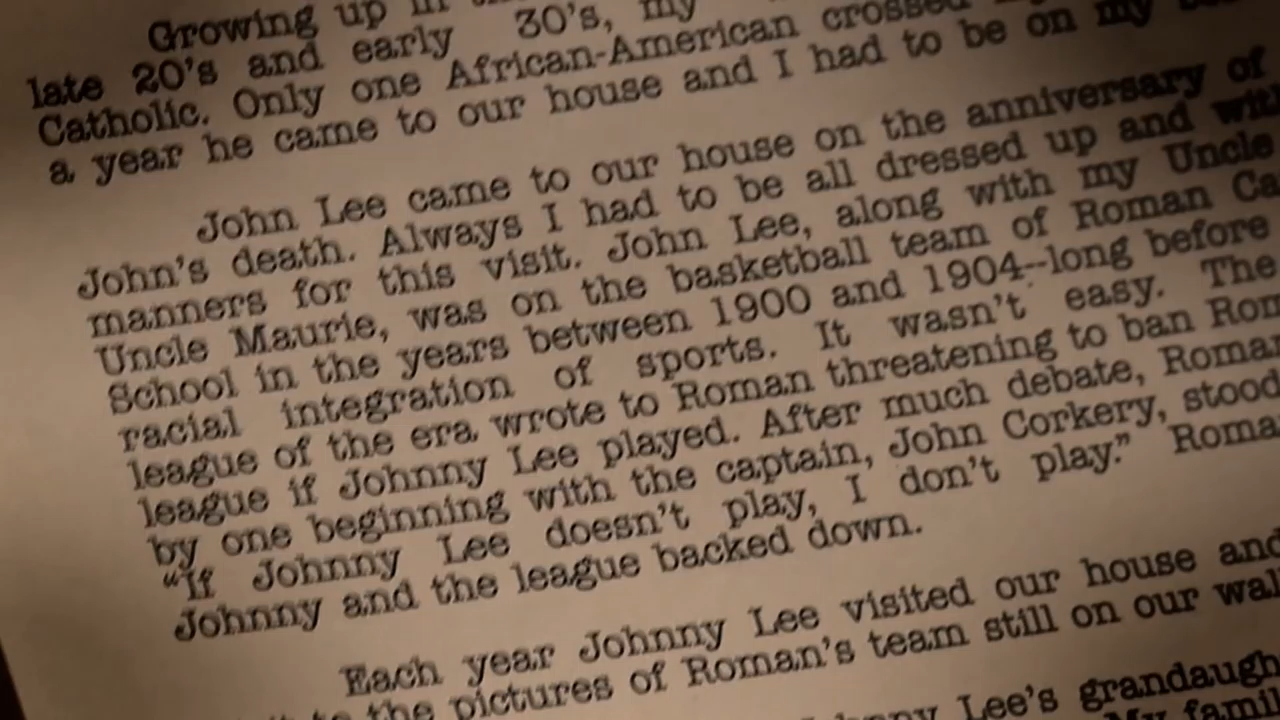 Growing up in
late 20's and early 30's, my
Catholic. Only one African-American crossed
a year he came to our house and I had to be on my
John Lee came to our house on the anniversary of
John's death. Always I had to be all dressed up and with
manners for this visit. John Lee, along with my Uncle
Uncle Maurie, was on the basketball team of Roman Ca
School in the years between 1900 and 1904--long before
racial integration of sports. It wasn't easy. The
league of the era wrote to Roman threatening to ban Rom
league if Johnny Lee played. After much debate, Roman
by one beginning with the captain, John Corkery, stood
“If Johnny Lee doesn't play, I don't play.” Roma
Johnny and the league backed down.
Each year Johnny Lee visited our house and
the pictures of Roman's team still on our wall
Lee's grandaugh
My famil